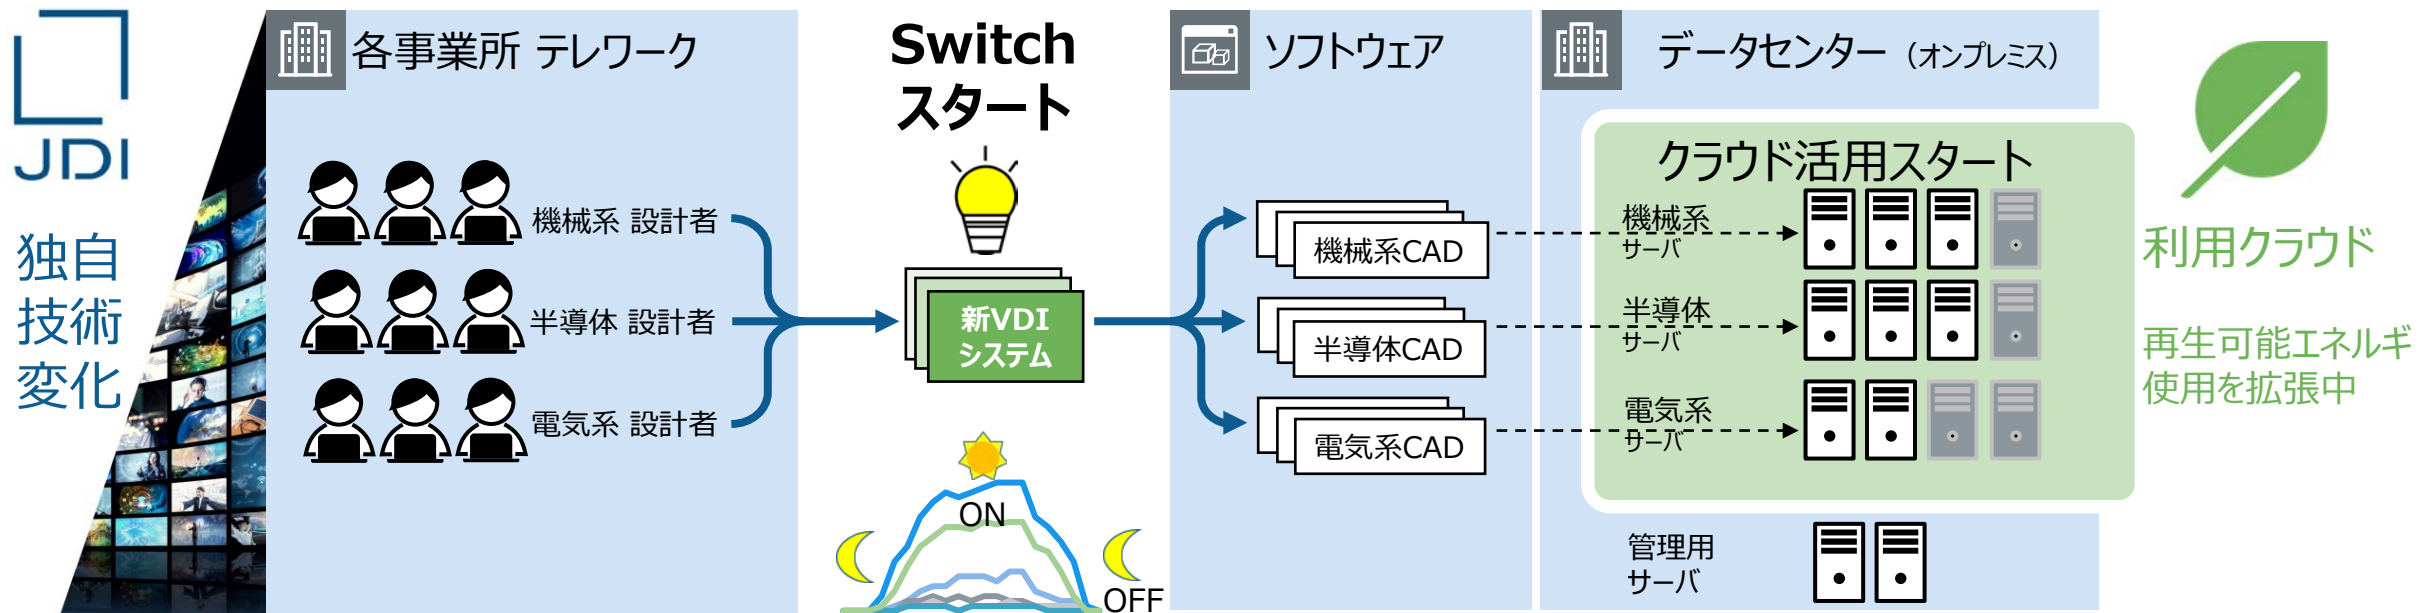 JDI
独自
技術
変化
各事業所 テレワーク
機械系 設計者
半導体 設計者
電気系 設計者
Switch
スタート
新VDI
システム
ON
OFF
ソフトウェア
機械系CAD
半導体CAD
電気系CAD
データセンター（オンプレミス）
クラウド活用スタート
機械系
サーバ
半導体
サーバ
電気系
サーバ
管理用
サーバ
利用クラウド
再生可能エネルギ
使用を拡張中